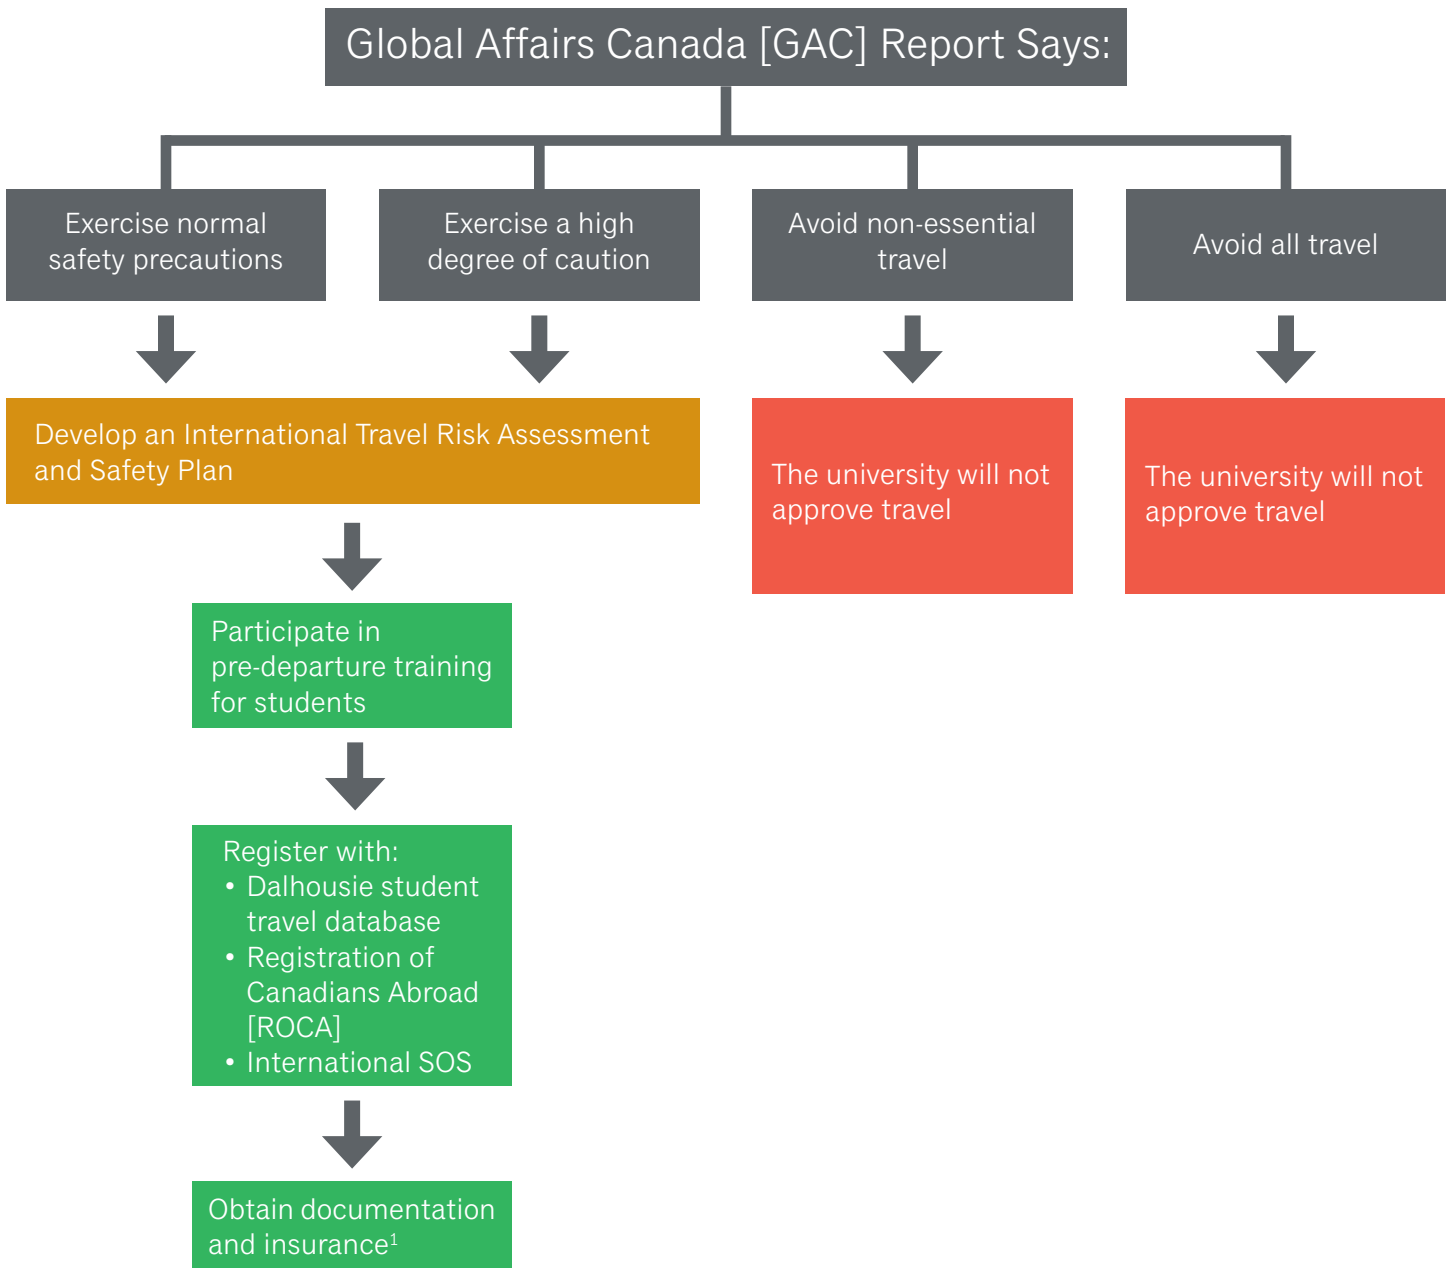 Global Affairs Canada [GAC] Report Says:
Exercise normal
safety precautions
Exercise a high
degree of caution
Avoid non-essential
travel
Avoid all travel
Develop an International Travel Risk Assessment
and Safety Plan
The university will not
approve travel
The university will not
approve travel
Participate in
pre-departure training
for students
Register with:
• Dalhousie student
travel database
• Registration of
Canadians Abroad
[ROCA]
• International SOS
Obtain documentation
and insurance¹